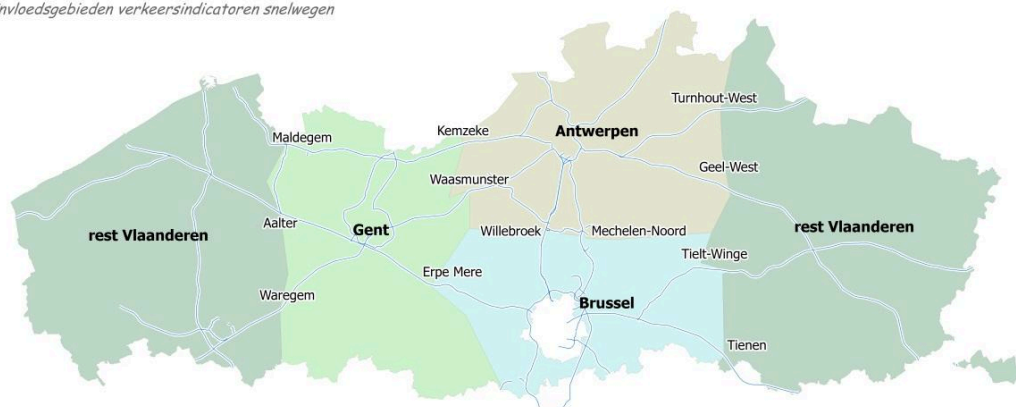 nvloedsgebieden verkeersindicatoren snelwegen
Turnhout-West
Kemzeke
Antwerpen
Maldegem
Geel-West
Waasmunster
Aalter
Gent
Willebroek
Mechelen-Noord
rest Vlaanderen
rest Vlaanderen
Tielt-Winge
Erpe Mere
Waregem
Brussel
Tienen